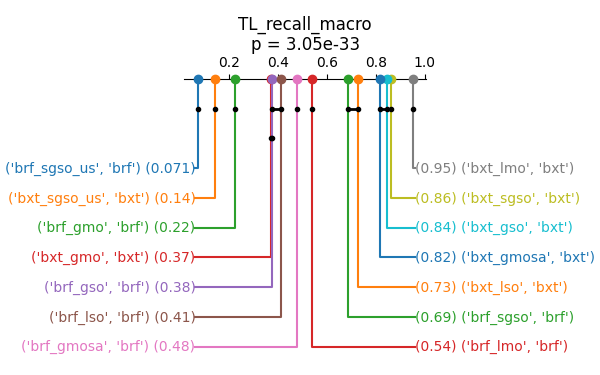 TL_recall_macro
p = 3.05e-33
0.2 0.4 0.6 0.8 1.0
('brf_sgso_us', 'brf') (0.071)
(0.95) ('bxt_lmo', 'bxt')
('bxt_sgso_us', 'bxt') (0.14)
(0.86) ('bxt_sgso', 'bxt')
('brf_gmo', 'brf') (0.22)
(0.84) ('bxt_gso', 'bxt')
('bxt_gmo', 'bxt') (0.37)
(0.82) ('bxt_gmosa', 'bxt')
('brf_gso', 'brf') (0.38)
(0.73) ('bxt_lso', 'bxt')
('brf_lso', 'brf') (0.41)
(0.69) ('brf_sgso', 'brf')
('brf_gmosa', 'brf') (0.48)
(0.54) ('brf_lmo', 'brf')